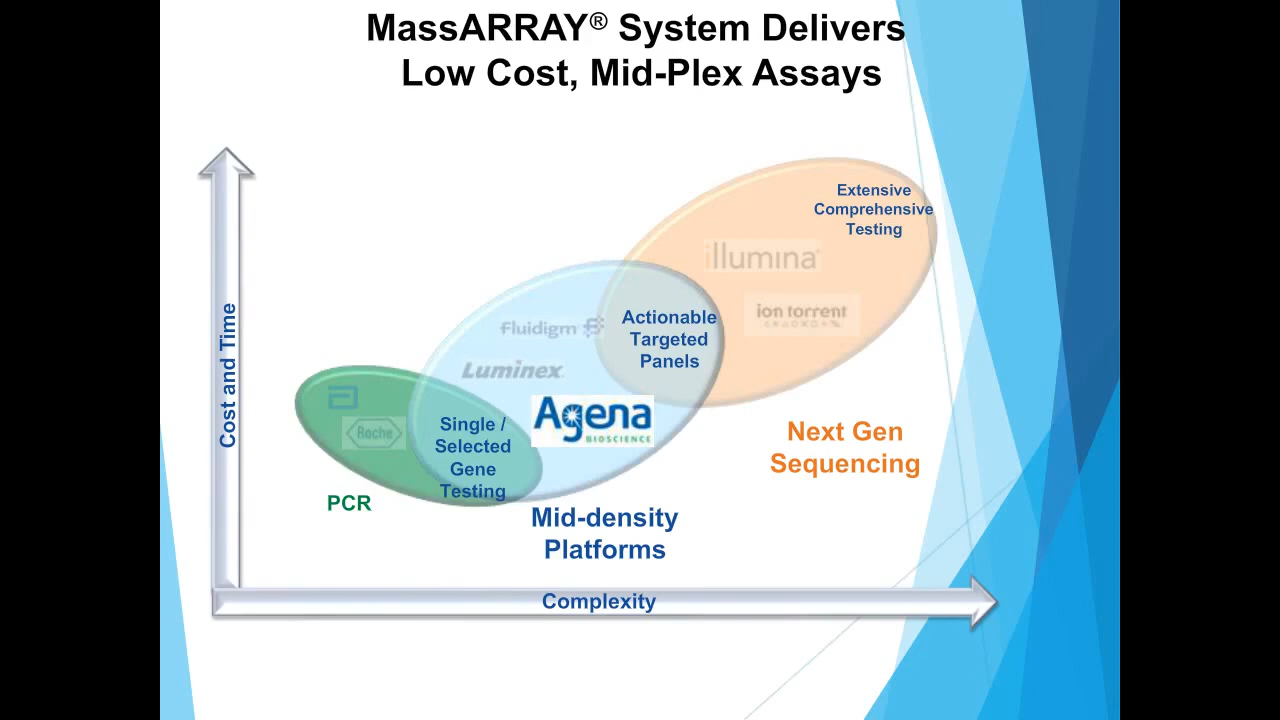 MassARRAY® System Delivers
Low Cost, Mid-Plex Assays
Extensive
Comprehensive
Testing
illumina
ion torrent
Actionable
Targeted
Panels
Fluidigm
Luminex
Agena
BIOSCIENCE
Roche
Single /
Selected
Gene
Testing
PCR
Mid-density
Platforms
Next Gen
Sequencing
Cost and Time
Complexity